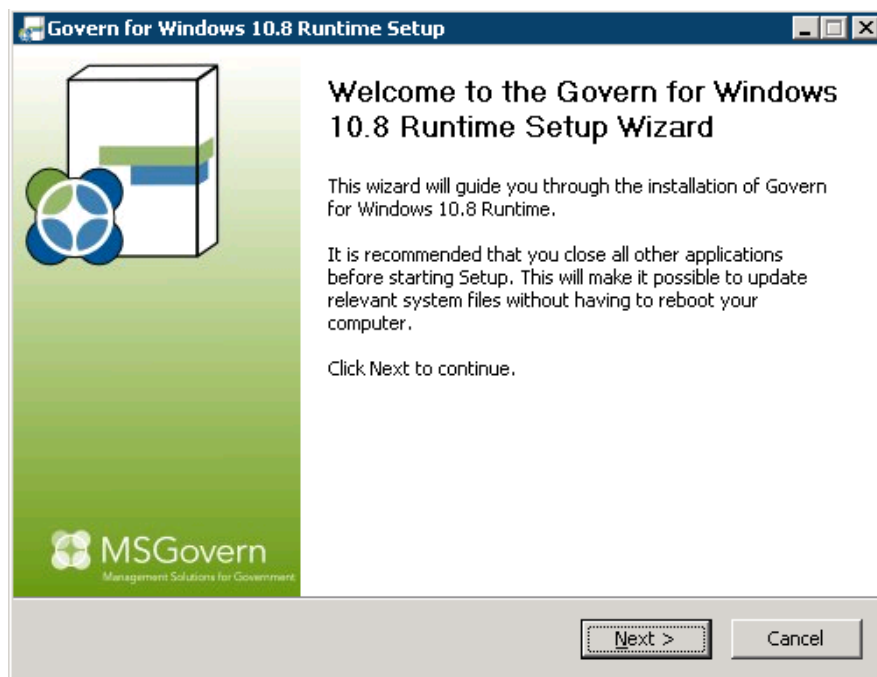 Govern for Windows 10.8 Runtime Setup
Welcome to the Govern for Windows
10.8 Runtime Setup Wizard
This wizard will guide you through the installation of Govern
for Windows 10.8 Runtime.
It is recommended that you close all other applications
before starting Setup. This will make it possible to update
relevant system files without having to reboot your
computer.
Click Next to continue.
MSGovern
Management Solutions for Government
Next >
Cancel